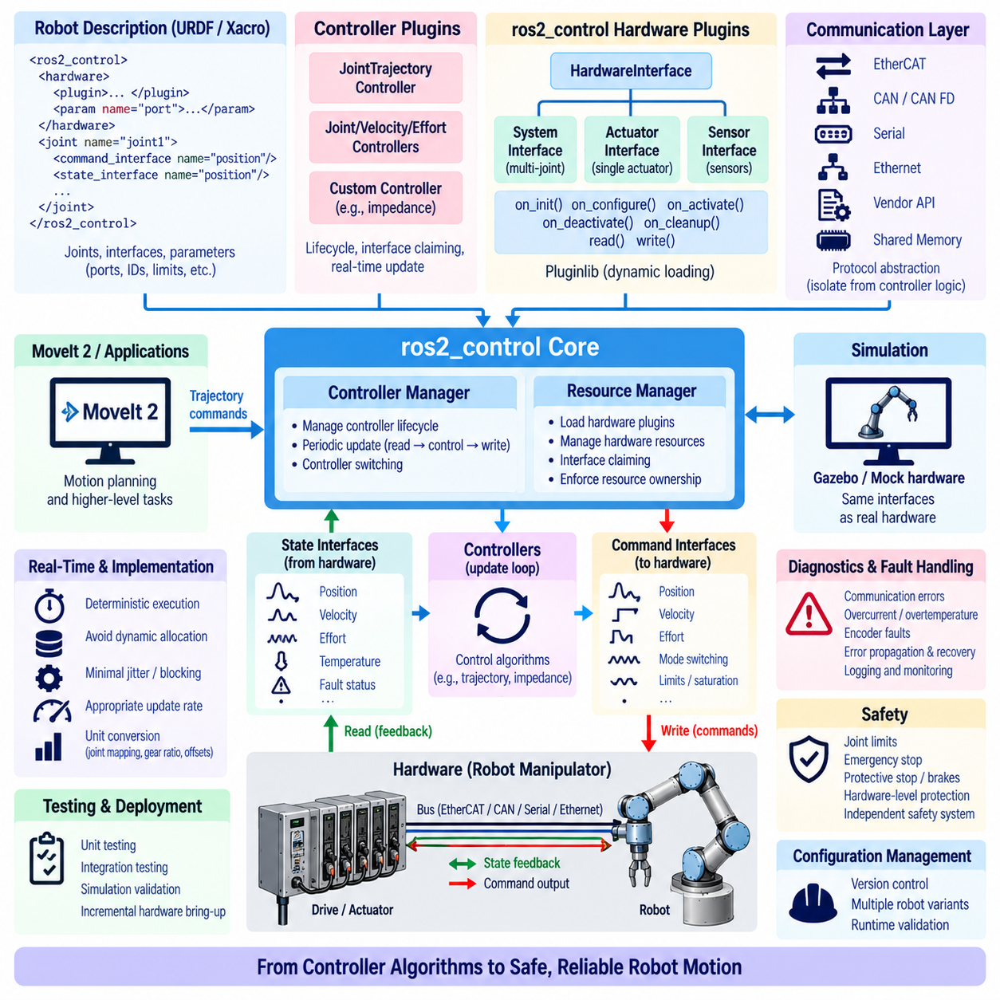 Robot Description (URDF / Xacro)
<ros2_control>
<hardware>
<plugin>... </plugin>
<param name="port">...</param>
</hardware>
<joint name="joint1">
<command_interface name="position"/>
<state_interface name="position"/>
...
</joint>
</ros2_control>
Joints, interfaces, parameters
(ports, IDs, limits, etc.)
Controller Plugins
JointTrajectory
Controller
Joint/Velocity/Effort
Controllers
Custom Controller
(e.g., impedance)
Lifecycle, interface claiming,
real-time update
ros2_control Hardware Plugins
HardwareInterface
System
Interface
(multi-joint)
Actuator
Interface
(single actuator)
Sensor
Interface
(sensors)
on_init() on_configure() on_activate()
on_deactivate() on_cleanup()
read() write()
Pluginlib (dynamic loading)
Communication Layer
EtherCAT
CAN / CAN FD
Serial
Ethernet
Vendor API
Shared Memory
Protocol abstraction
(isolate from controller logic)
MoveIt 2 / Applications
MoveIt 2
Motion planning
and higher-level tasks
Trajectory
commands
ros2_control Core
Controller Manager
• Manage controller lifecycle
• Periodic update (read → control → write)
• Controller switching
Resource Manager
• Load hardware plugins
• Manage hardware resources
• Interface claiming
• Enforce resource ownership
Simulation
Gazebo / Mock hardware
Same interfaces
as real hardware
Real-Time & Implementation
Deterministic execution
Avoid dynamic allocation
Minimal jitter / blocking
Appropriate update rate
Unit conversion
(joint mapping, gear ratio, offsets)
State Interfaces
(from hardware)
Position
Velocity
Effort
Temperature
Fault status
• ...
Controllers
(update loop)
Control algorithms
(e.g., trajectory, impedance)
Command Interfaces
(to hardware)
Position
Velocity
Effort
Mode switching
Limits / saturation
• ...
Diagnostics & Fault Handling
Communication errors
Overcurrent / overtemperature
Encoder faults
Error propagation & recovery
Logging and monitoring
Read (feedback)
Write (commands)
Safety
Joint limits
Emergency stop
Protective stop / brakes
Hardware-level protection
Independent safety system
Hardware (Robot Manipulator)
Bus (EtherCAT / CAN / Serial / Ethernet)
State feedback
Command output
Drive / Actuator
Robot
Testing & Deployment
Unit testing
Integration testing
Simulation validation
Incremental hardware bring-up
Configuration Management
Version control
Multiple robot variants
Runtime validation
From Controller Algorithms to Safe, Reliable Robot Motion